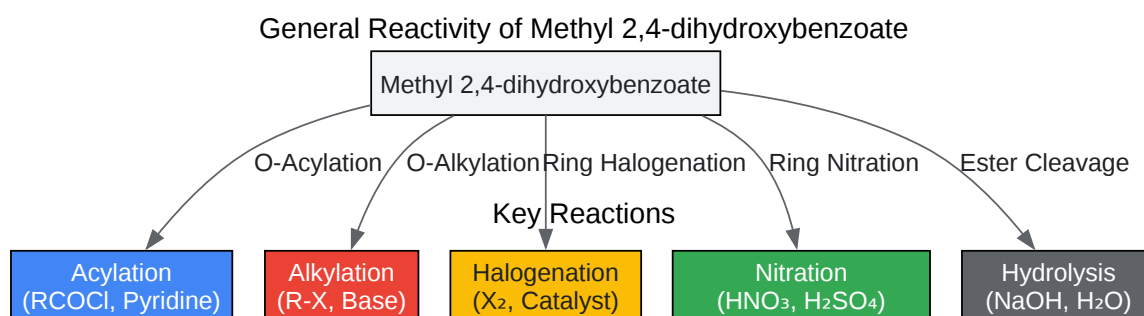 General Reactivity of Methyl 2,4-dihydroxybenzoate
Methyl 2,4-dihydroxybenzoate
O-Acylation
O-Alkylation
Ring Halogenation
Ring Nitration
Ester Cleavage
Key Reactions
Acylation
(RCOCl, Pyridine)
Alkylation
(R-X, Base)
Halogenation
(X₂, Catalyst)
Nitration
(HNO₃, H₂SO₄)
Hydrolysis
(NaOH, H₂O)